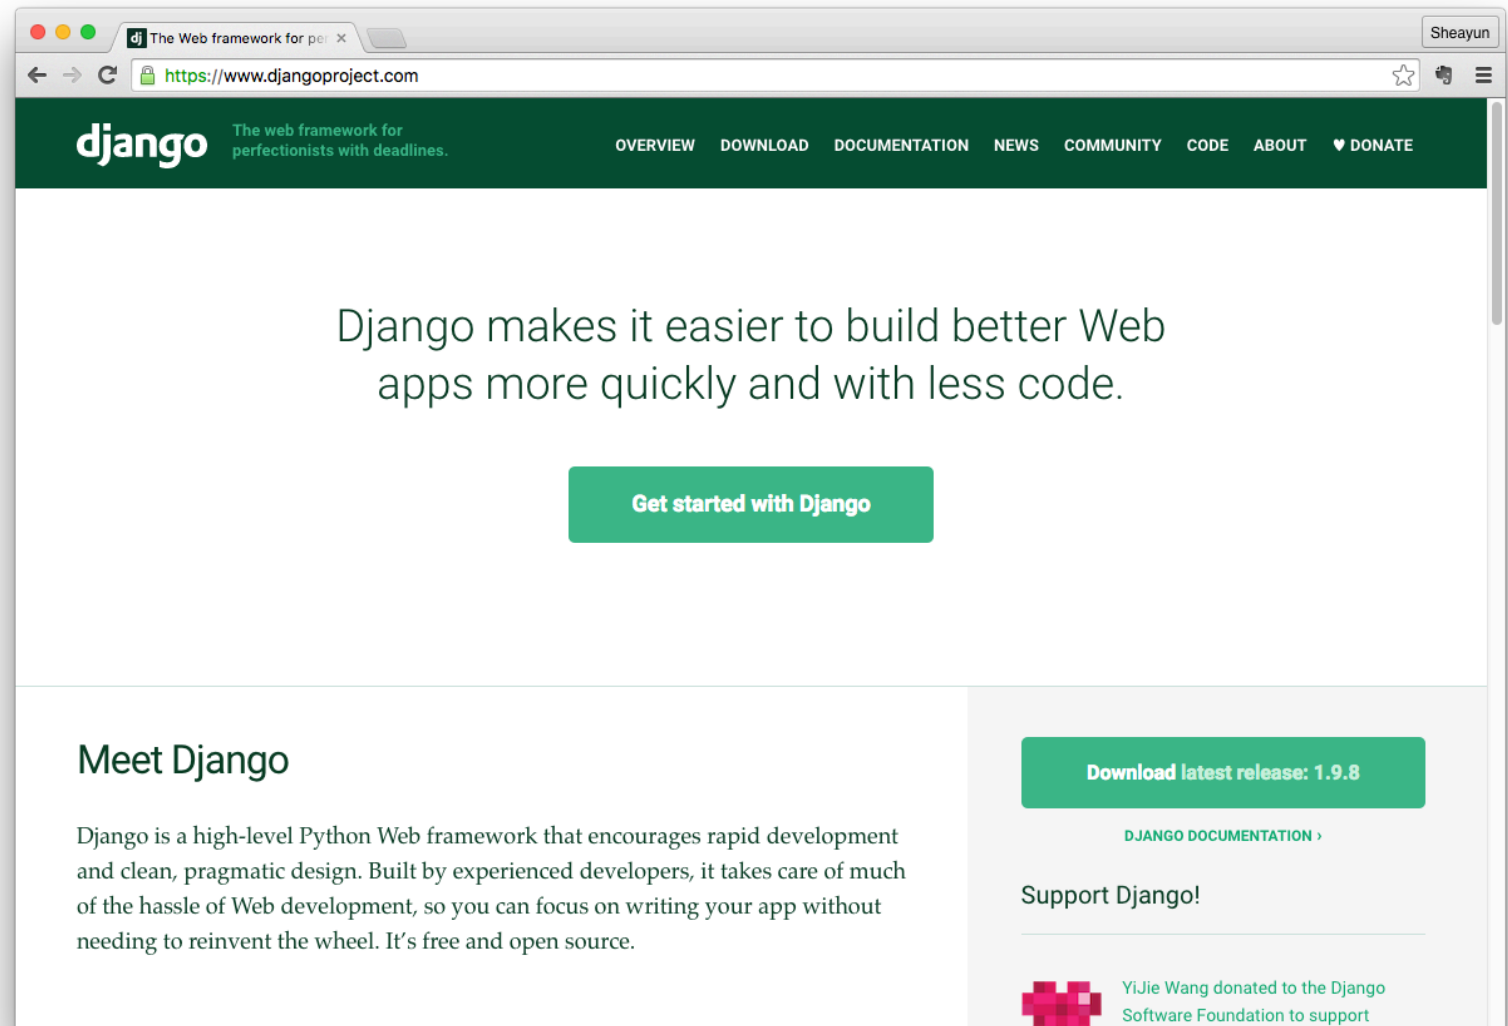 The Web framework for per
Sheayun
https://www.djangoproject.com
django
The web framework for
perfectionists with deadlines.
OVERVIEW DOWNLOAD DOCUMENTATION NEWS COMMUNITY CODE ABOUT ♥ DONATE
Django makes it easier to build better Web
apps more quickly and with less code.
Get started with Django
Meet Django
Django is a high-level Python Web framework that encourages rapid development
and clean, pragmatic design. Built by experienced developers, it takes care of much
of the hassle of Web development, so you can focus on writing your app without
needing to reinvent the wheel. It’s free and open source.
Download latest release: 1.9.8
DJANGO DOCUMENTATION ›
Support Django!
YiJie Wang donated to the Django
Software Foundation to support